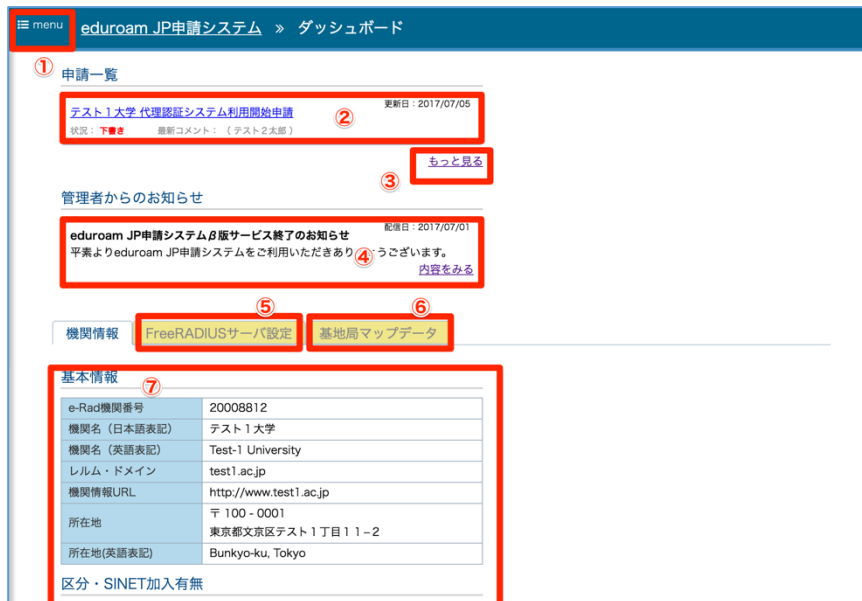 menu eduroam JP申請システム » ダッシュボード
①
申請一覧
テスト1大学 代理認証システム利用開始申請 ② 更新日：2017/07/05
状況： 下書き 最新コメント： （ テスト２太郎 ）
もっと見る
③
管理者からのお知らせ
eduroam JP申請システムβ版サービス終了のお知らせ 配信日：2017/07/01
平素よりeduroam JP申請システムをご利用いただきあり ④ うございます。
内容をみる
⑤ ⑥
機関情報 FreeRADIUSサーバ設定 基地局マップデータ
基本情報
⑦
e-Rad機関番号 20008812
機関名（日本語表記） テスト１大学
機関名（英語表記） Test-1 University
レルム・ドメイン test1.ac.jp
機関情報URL http://www.test1.ac.jp
所在地 〒 100 - 0001
東京都文京区テスト１丁目１１−２
所在地(英語表記) Bunkyo-ku, Tokyo
区分・SINET加入有無